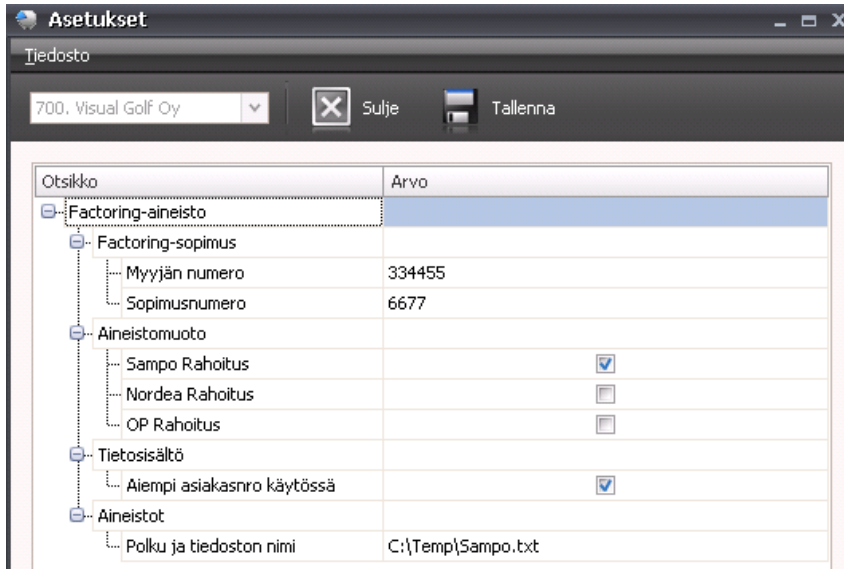 Asetukset
Tiedosto
700. Visual Golf Oy Sulje Tallenna
Otsikko Arvo
Factoring-aineisto
Factoring-sopimus
Myyjän numero 334455
Sopimusnumero 6677
Aineistomuoto
Sampo Rahoitus
Nordea Rahoitus
OP Rahoitus
Tietosisältö
Aiempi asiakasnro käytössä
Aineistot
Polku ja tiedoston nimi C:\Temp\Sampo.txt